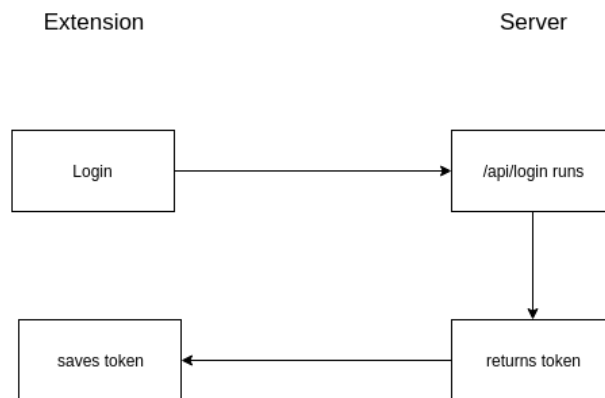 Extension
Server
Login
/api/login runs
saves token
returns token